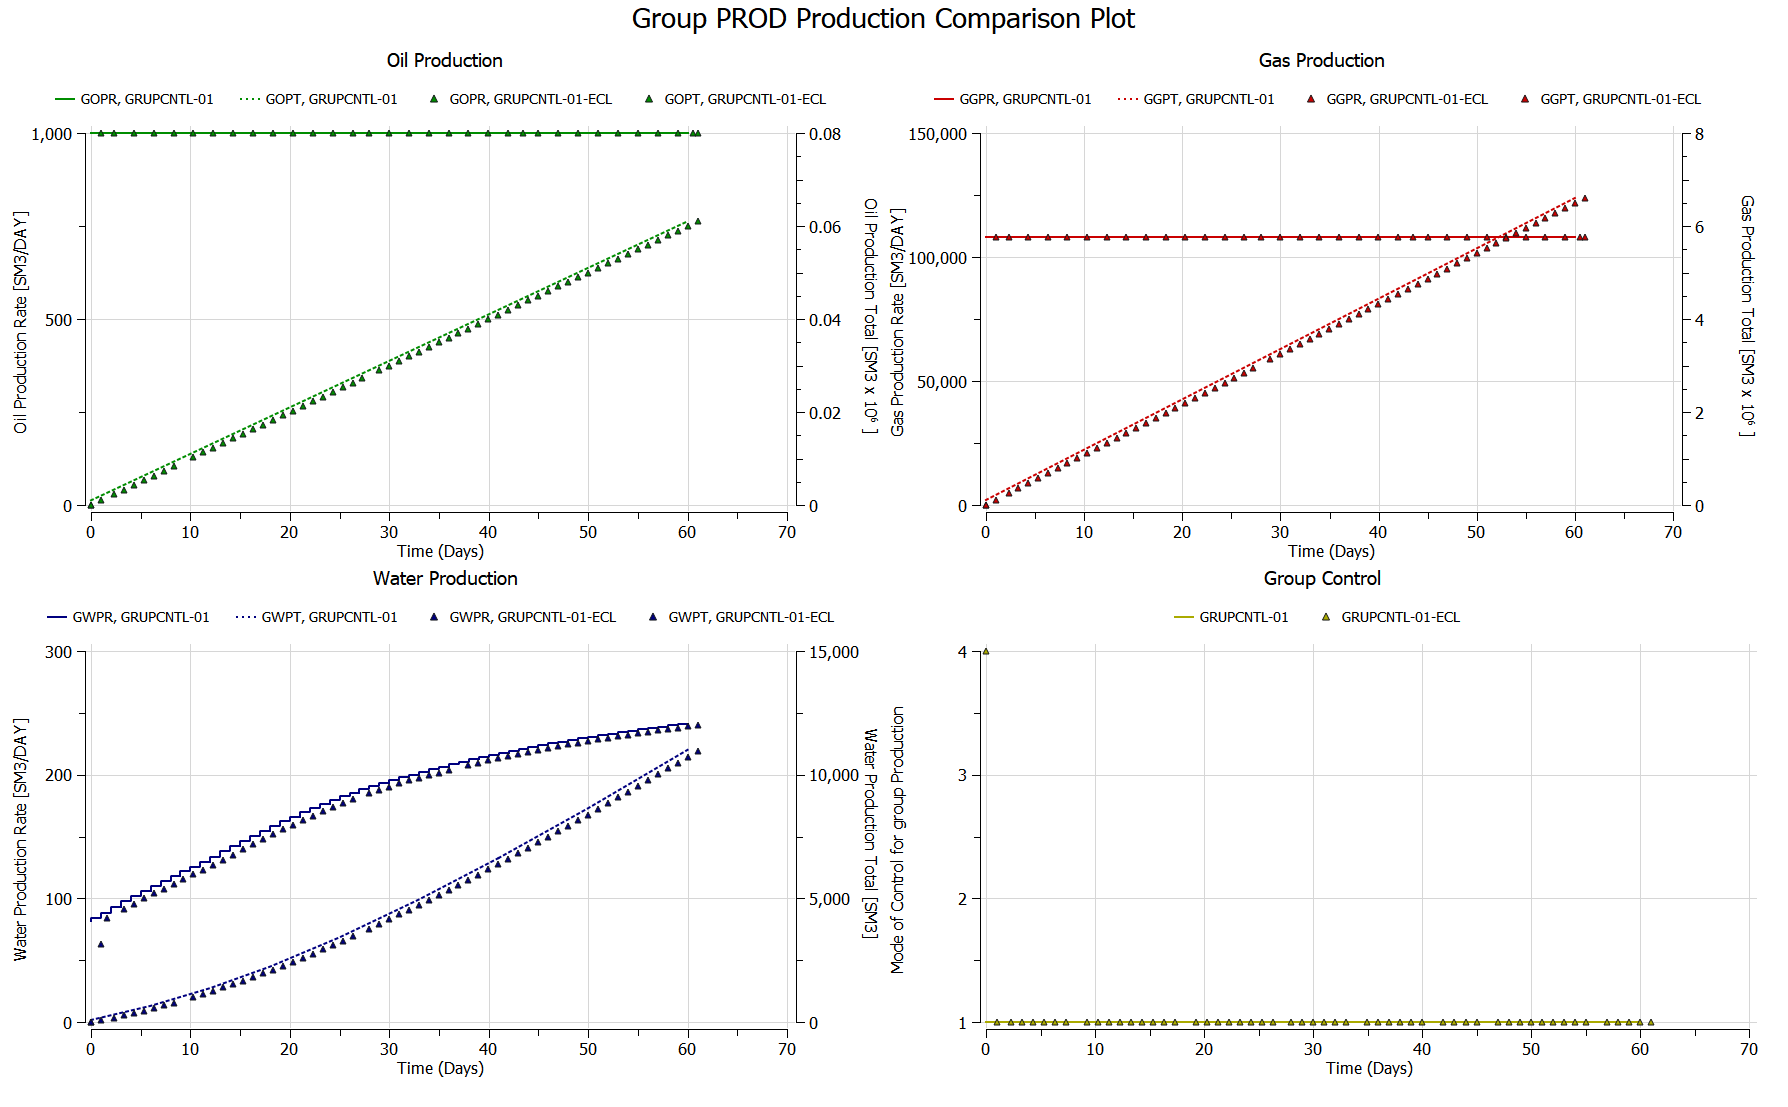 Group PROD Production Comparison Plot
Oil Production
GOPR, GRUPCNTL-01 GOPT, GRUPCNTL-01 GOPR, GRUPCNTL-01-ECL GOPT, GRUPCNTL-01-ECL
1,000
500
0
Oil Production Rate [SM3/DAY]
0.08
0.06
0.04
0.02
0
Oil Production Total [SM3 x 10⁶ ]
0 10 20 30 40 50 60 70
Time (Days)
Gas Production
GGPR, GRUPCNTL-01 GGPT, GRUPCNTL-01 GGPR, GRUPCNTL-01-ECL GGPT, GRUPCNTL-01-ECL
150,000
100,000
50,000
0
Gas Production Rate [SM3/DAY]
8
6
4
2
0
Gas Production Total [SM3 x 10⁶ ]
0 10 20 30 40 50 60 70
Time (Days)
Water Production
GWPR, GRUPCNTL-01 GWPT, GRUPCNTL-01 GWPR, GRUPCNTL-01-ECL GWPT, GRUPCNTL-01-ECL
300
200
100
0
Water Production Rate [SM3/DAY]
15,000
10,000
5,000
0
Water Production Total [SM3]
0 10 20 30 40 50 60 70
Time (Days)
Group Control
GRUPCNTL-01 GRUPCNTL-01-ECL
4
3
2
1
Mode of Control for group Production
0 10 20 30 40 50 60 70
Time (Days)